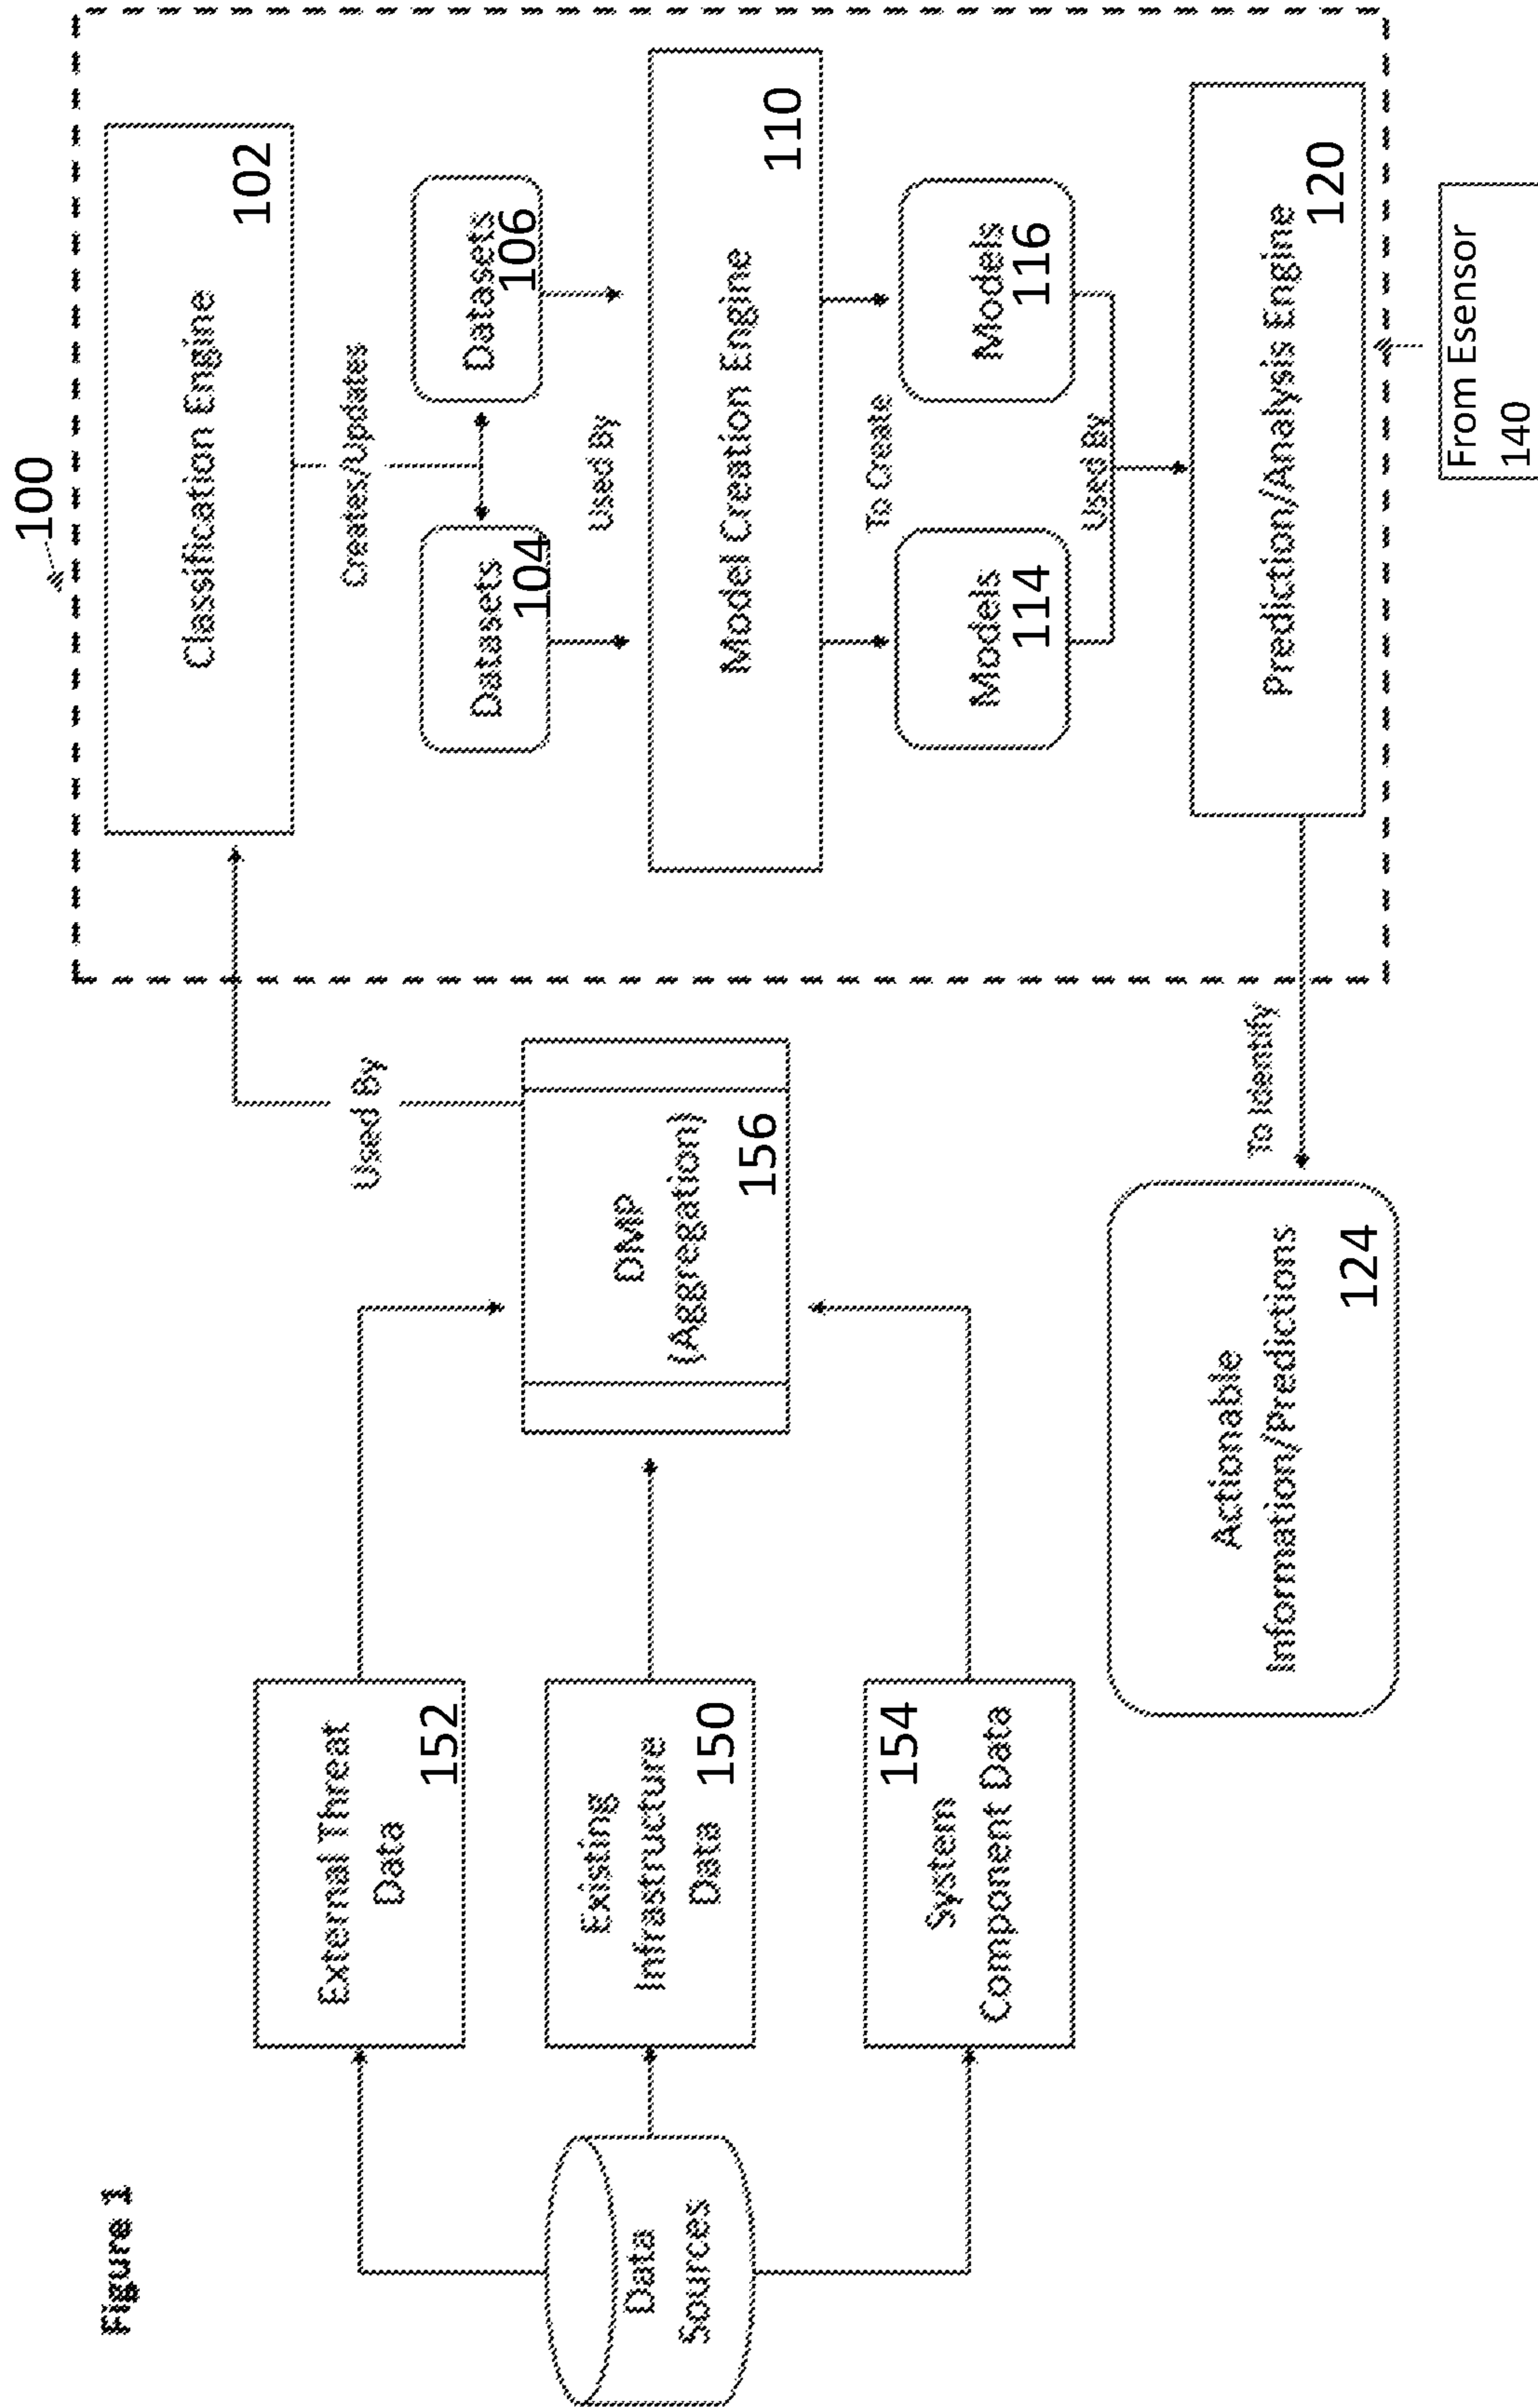 Figure 1
100
Data
Sources
External Threat
Data
152
Existing
Infrastructure
Data 150
154
System
Component Data
Used By
DMP
(Aggregation)
156
Classification Engine
102
Creates/Updates
Datasets
104
Datasets
106
Used By
Model Creation Engine
110
To Create
Models
114
Models
116
Used By
Prediction/Analysis Engine
120
To Identify
Actionable
Information/Predictions
124
From Esensor
140